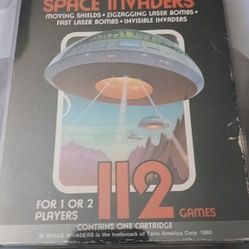 SPACE INVADERS
MOVING SHIELDS • ZIGZAGGING LASER BOMBS •
FAST LASER BOMBS • INVISIBLE INVADERS
FOR 1 OR 2
PLAYERS
112 GAMES
CONTAINS ONE CARTRIDGE
® SPACE INVADERS is the trademark of Taito America Corp. 1980